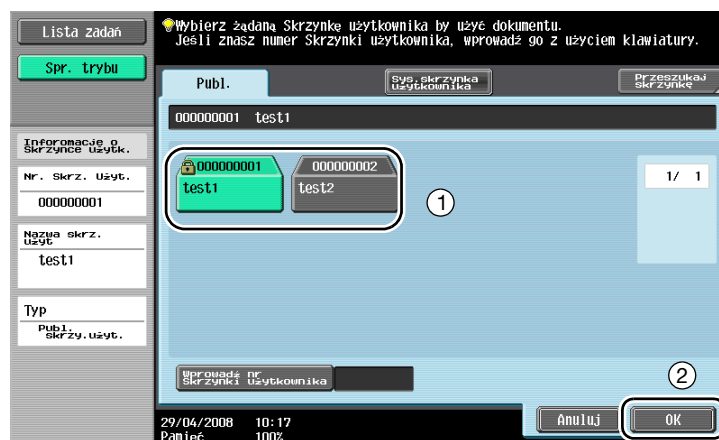 Lista zadań
Spr. trybu
Inforomacje o
Skrzynce użytk.
Nr. Skrz. Użyt.
000000001
Nazwa skrz.
Użyt
test1
Typ
Publ.
skrzy.użyt.
Wybierz żądaną Skrzynkę użytkownika by użyć dokumentu.
Jeśli znasz numer Skrzynki użytkownika, wprowadź go z użyciem klawiatury.
Publ.
Sys.skrzynka
użytkownika
Przeszukaj
skrzynkę
000000001 test1
000000001
test1
000000002
test2
1
1/ 1
Wprowadź nr
Skrzynki użytkownika
2
Anuluj
OK
29/04/2008 10:17
Pamięć 100%